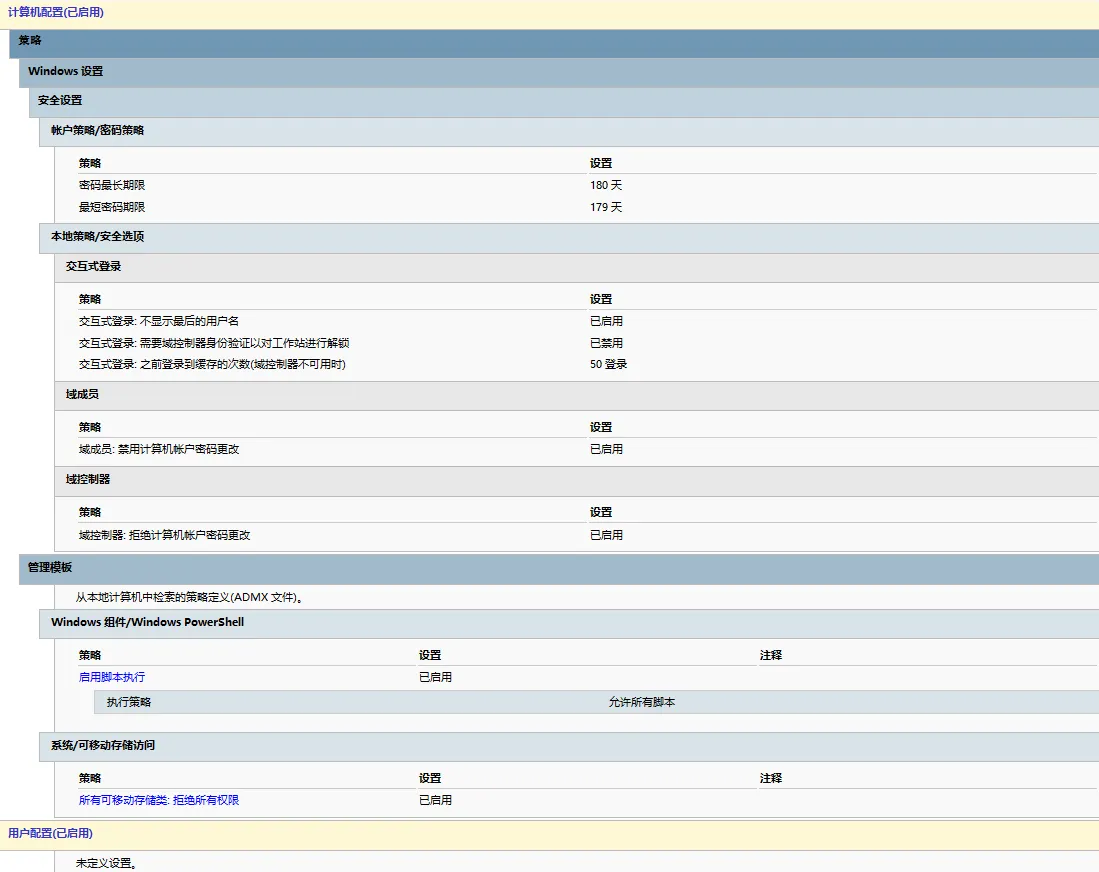 计算机配置(已启用)
策略
Windows 设置
安全设置
帐户策略/密码策略
策略 设置
密码最长期限 180 天
最短密码期限 179 天
本地策略/安全选项
交互式登录
策略 设置
交互式登录: 不显示最后的用户名 已启用
交互式登录: 需要域控制器身份验证以对工作站进行解锁 已禁用
交互式登录: 之前登录到缓存的次数(域控制器不可用时) 50 登录
域成员
策略 设置
域成员: 禁用计算机帐户密码更改 已启用
域控制器
策略 设置
域控制器: 拒绝计算机帐户密码更改 已启用
管理模板
从本地计算机中检索的策略定义(ADMX 文件)。
Windows 组件/Windows PowerShell
策略 设置 注释
启用脚本执行 已启用
执行策略 允许所有脚本
系统/可移动存储访问
策略 设置 注释
所有可移动存储类: 拒绝所有权限 已启用
用户配置(已启用)
未定义设置。